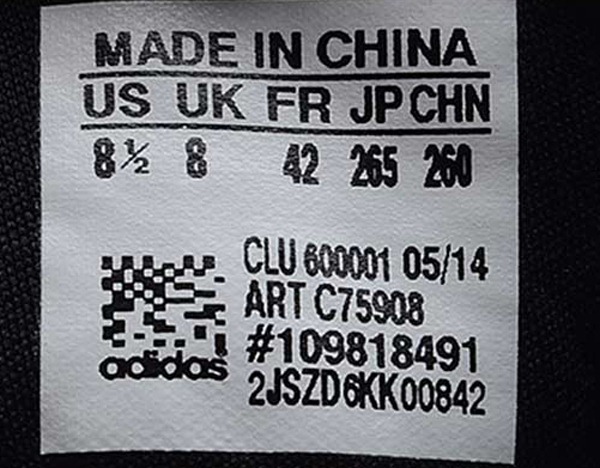 MADE IN CHINA
US UK FR JP CHN
8½ 8 42 265 260
CLU 600001 05/14
ART C75908
#109818491
2JSZD6KK00842
adidas